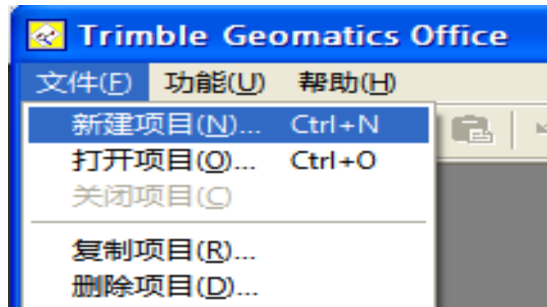 Trimble Geomatics Office
文件(F) 功能(U) 帮助(H)
新建项目(N)... Ctrl+N
打开项目(O)... Ctrl+O
关闭项目(C)
复制项目(R)...
删除项目(D)...